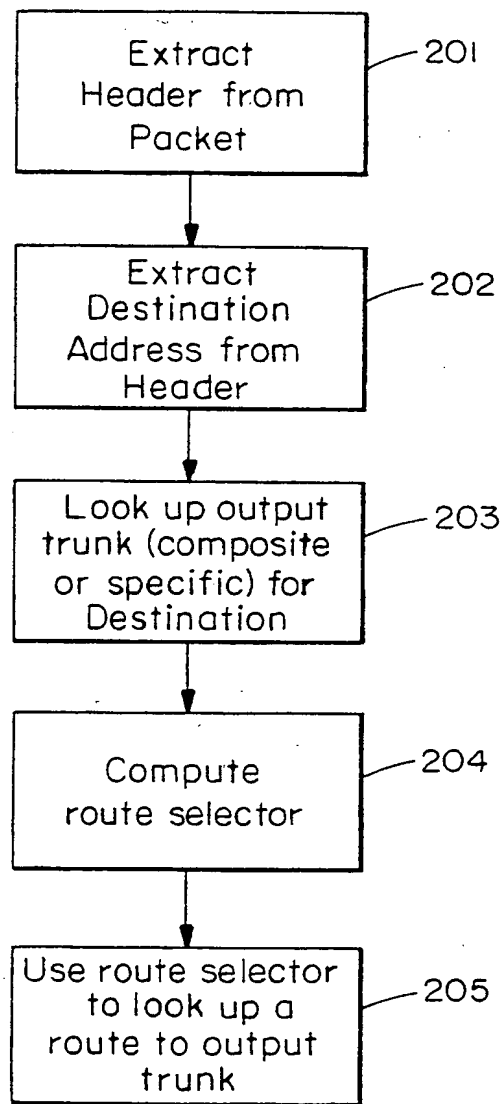 Extract
Header from
Packet
201
Extract
Destination
Address from
Header
202
Look up output
trunk (composite
or specific) for
Destination
203
Compute
route selector
204
Use route selector
to look up a
route to output
trunk
205